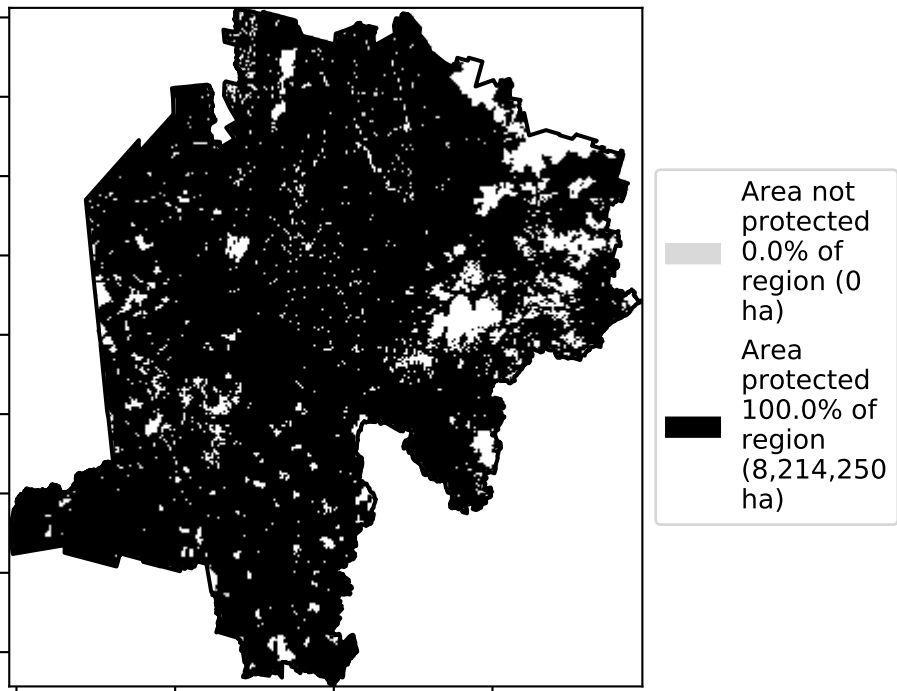 Area not
protected
0.0% of
region (0
ha)
Area
protected
100.0% of
region
(8,214,250
ha)